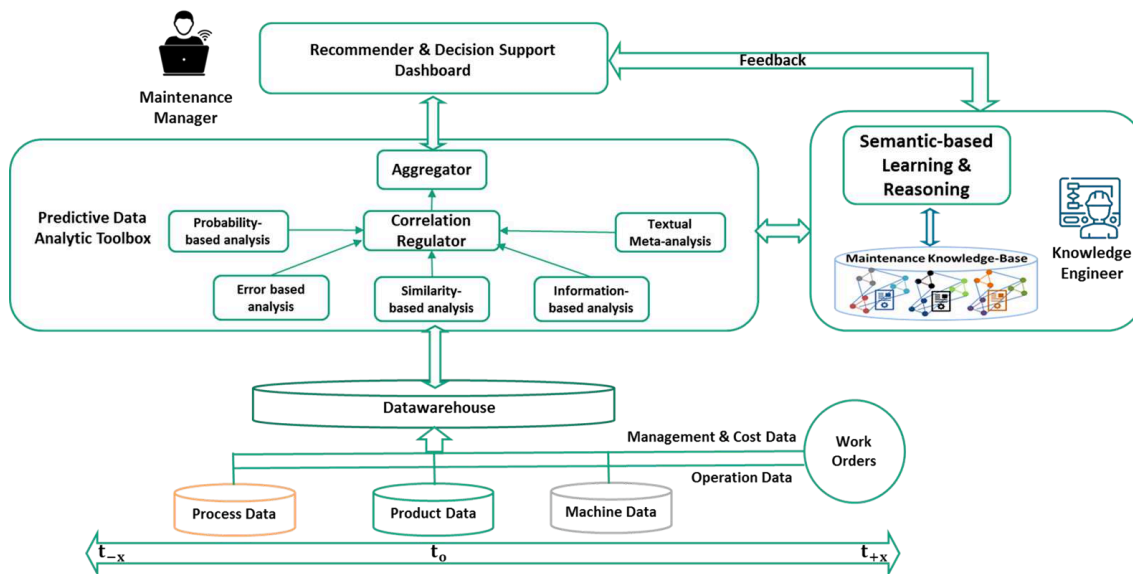 Recommender & Decision Support
Dashboard
Feedback
Maintenance
Manager
Semantic-based
Learning &
Reasoning
Aggregator
Predictive Data
Analytic Toolbox
Probability-
based analysis
Correlation
Regulator
Textual
Meta-analysis
Error based
analysis
Similarity-
based analysis
Information-
based analysis
Maintenance Knowledge-Base
Knowledge
Engineer
Datawarehouse
Management & Cost Data
Work
Orders
Operation Data
Process Data
Product Data
Machine Data
t₋ₓ
tₒ
t₊ₓ